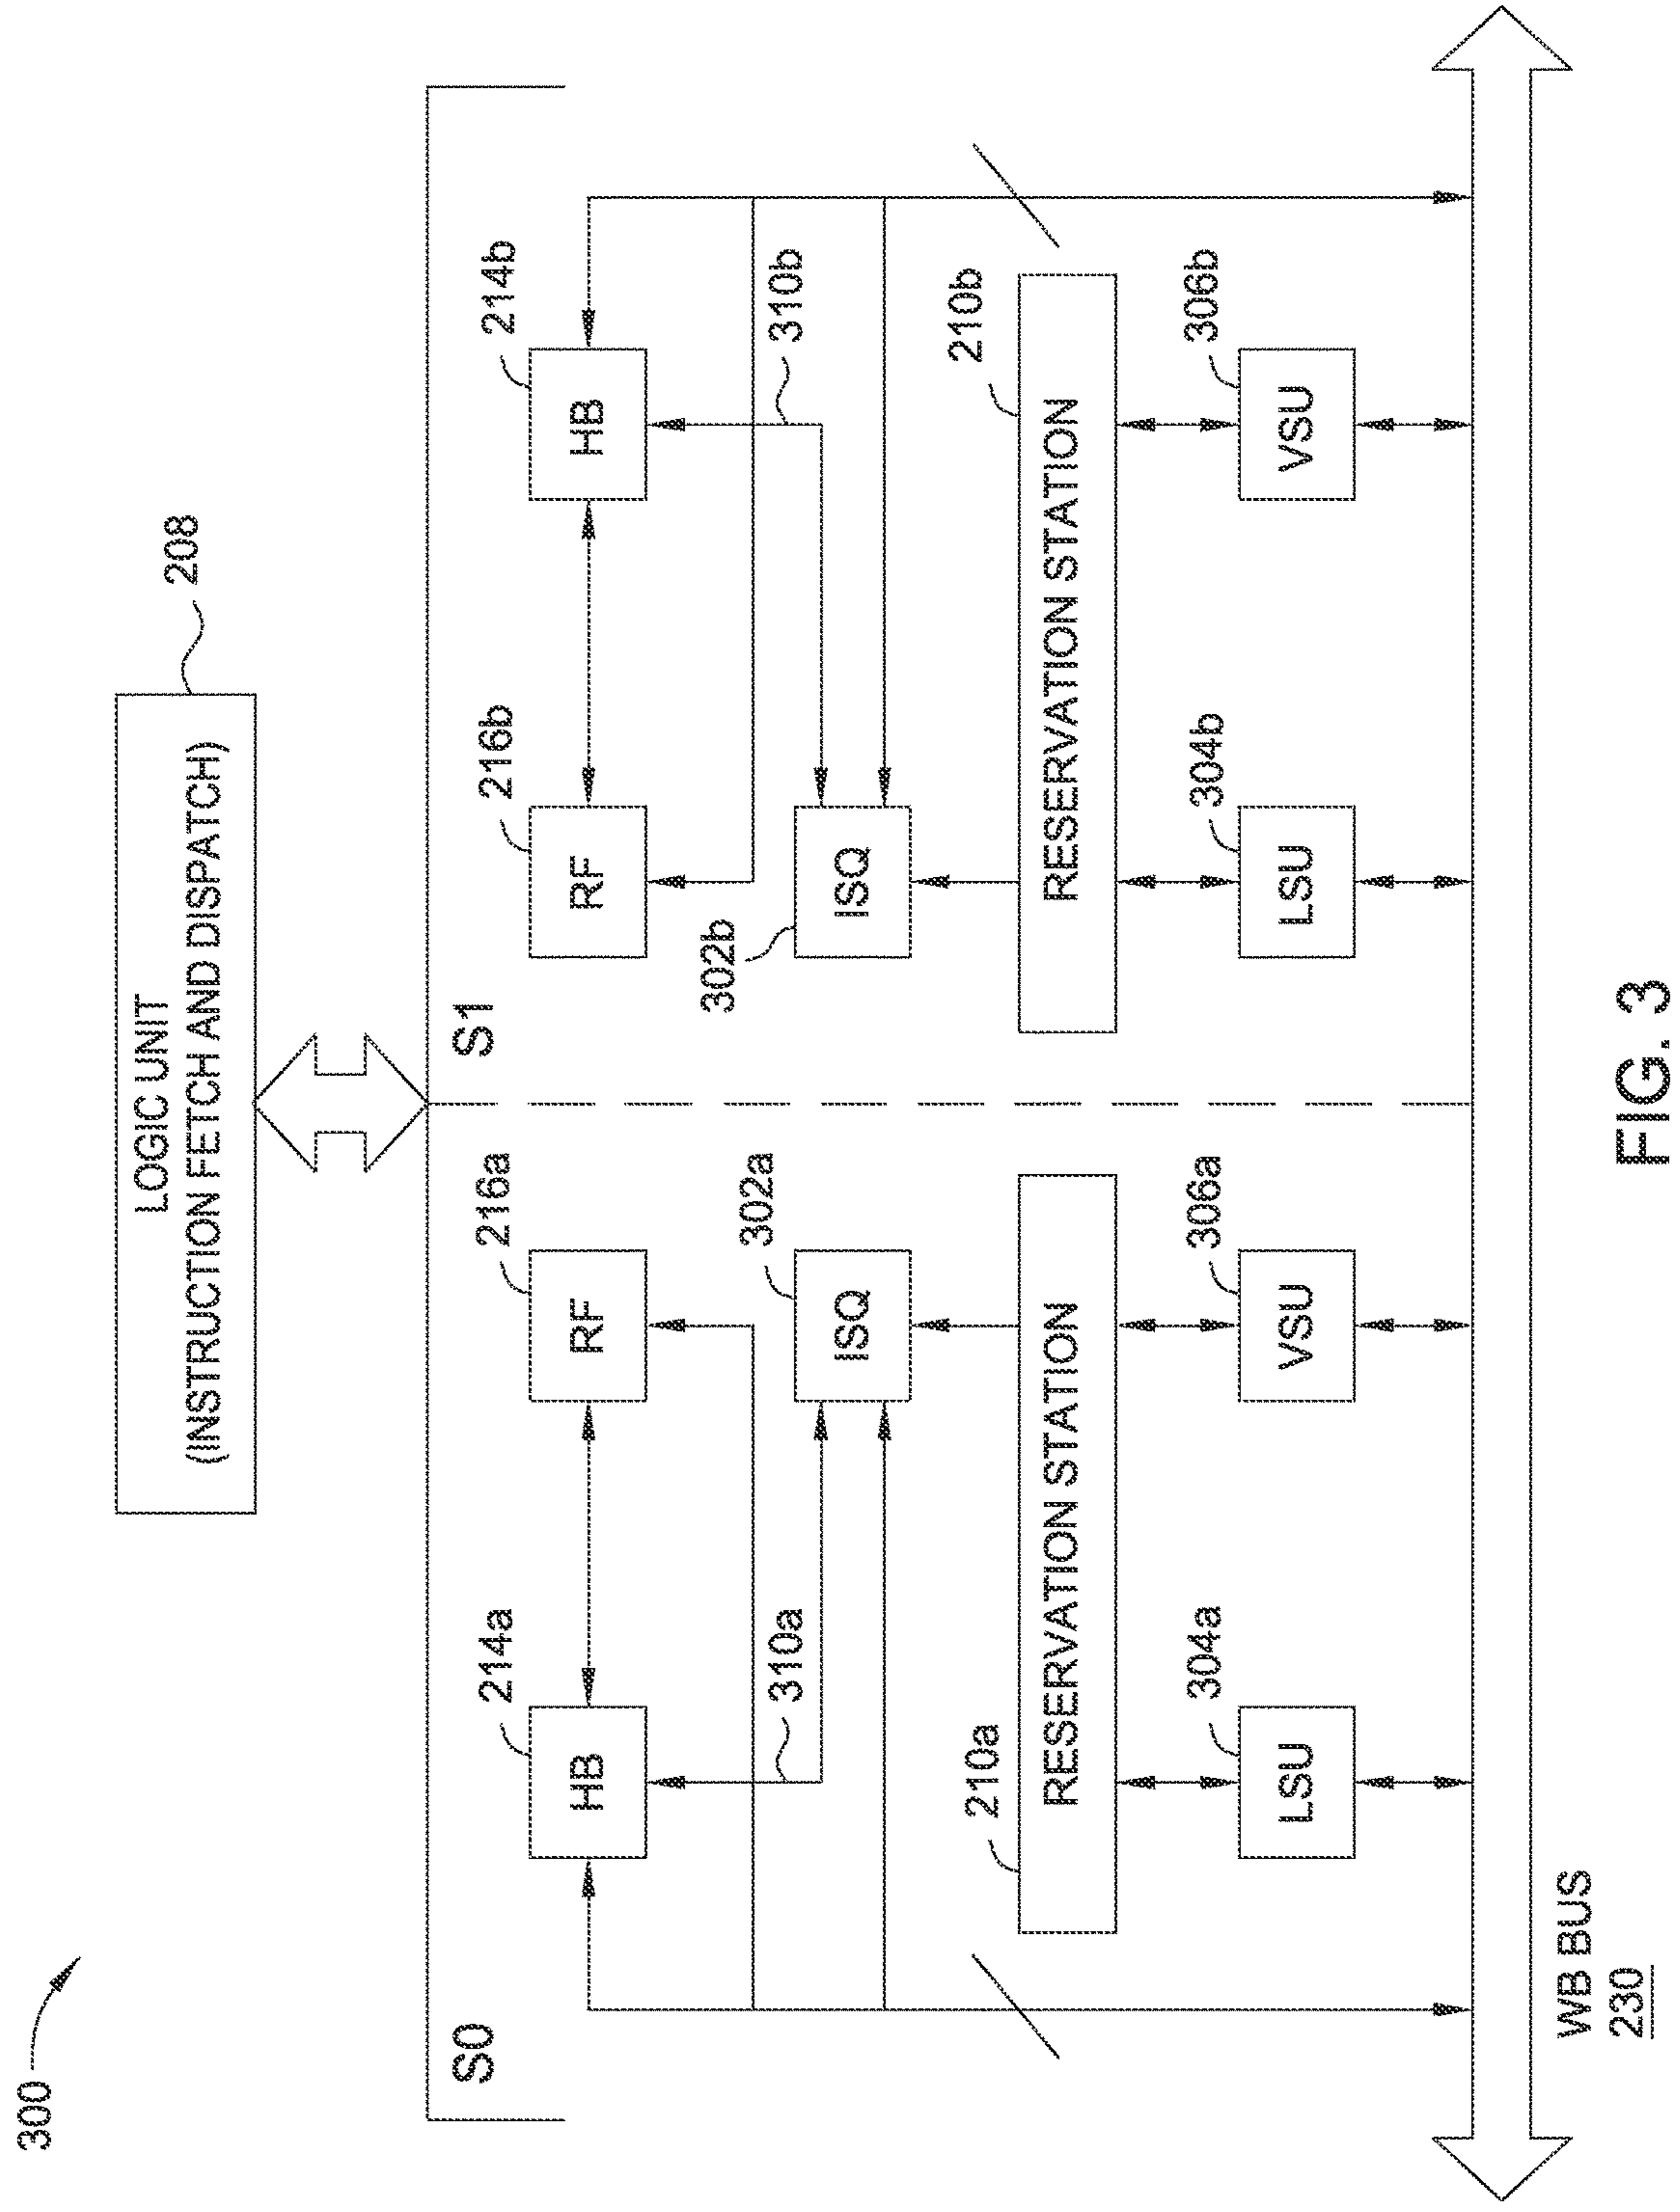 300
LOGIC UNIT
(INSTRUCTION FETCH AND DISPATCH)
208
S0
S1
214a
216a
216b
214b
HB
RF
RF
HB
310a
302a
302b
310b
ISQ
ISQ
210a
210b
RESERVATION STATION
RESERVATION STATION
304a
306a
304b
306b
LSU
VSU
LSU
VSU
WB BUS
230
FIG. 3